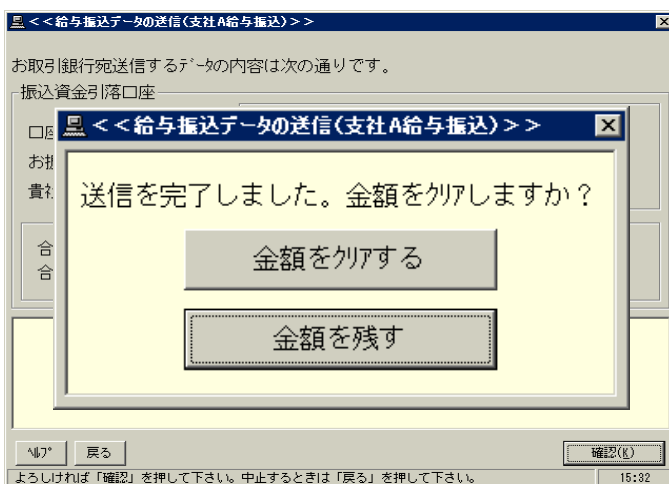 <<給与振込ﾃﾞｰﾀの送信(支社A給与振込)>>
お取引銀行宛送信するﾃﾞｰﾀの内容は次の通りです。
振込資金引落口座
口座
お振
貴社
合
合
<<給与振込データの送信(支社A給与振込)>>
送信を完了しました。金額をｸﾘｱしますか？
金額をｸﾘｱする
金額を残す
ﾍﾙﾌﾟ
戻る
確認(K)
よろしければ「確認」を押して下さい。中止するときは「戻る」を押して下さい。
15:32